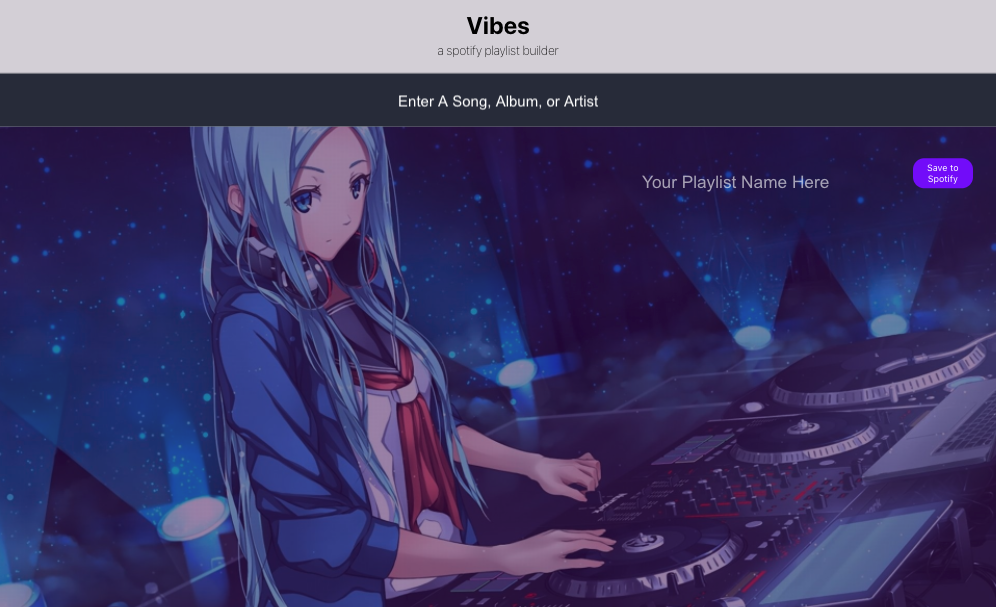 Vibes
a spotify playlist builder
Enter A Song, Album, or Artist
Your Playlist Name Here
Save to
Spotify